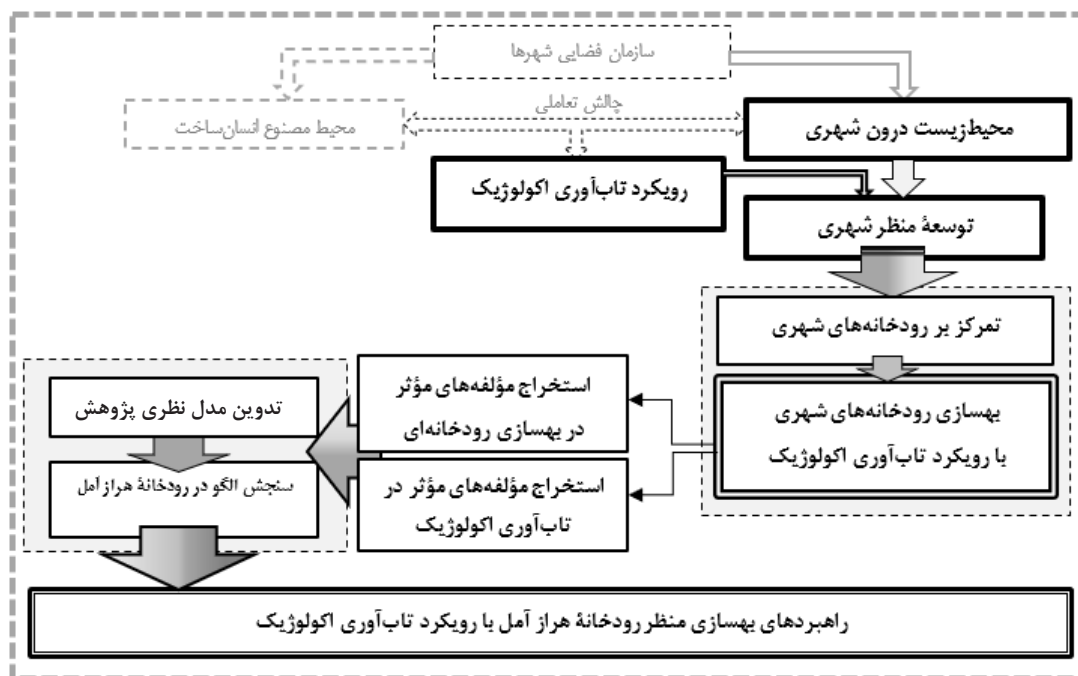 سازمان فضایی شهرها
چالش تعاملی
محیط‌زیست درون شهری
محیط مصنوع انسان‌ساخت
رویکرد تاب‌آوری اکولوژیک
توسعهٔ منظر شهری
تمرکز بر رودخانه‌های شهری
بهسازی رودخانه‌های شهری
با رویکرد تاب‌آوری اکولوژیک
استخراج مؤلفه‌های مؤثر
در بهسازی رودخانه‌ای
استخراج مؤلفه‌های مؤثر در
تاب‌آوری اکولوژیک
تدوین مدل نظری پژوهش
سنجش الگو در رودخانهٔ هراز آمل
راهبردهای بهسازی منظر رودخانهٔ هراز آمل با رویکرد تاب‌آوری اکولوژیک